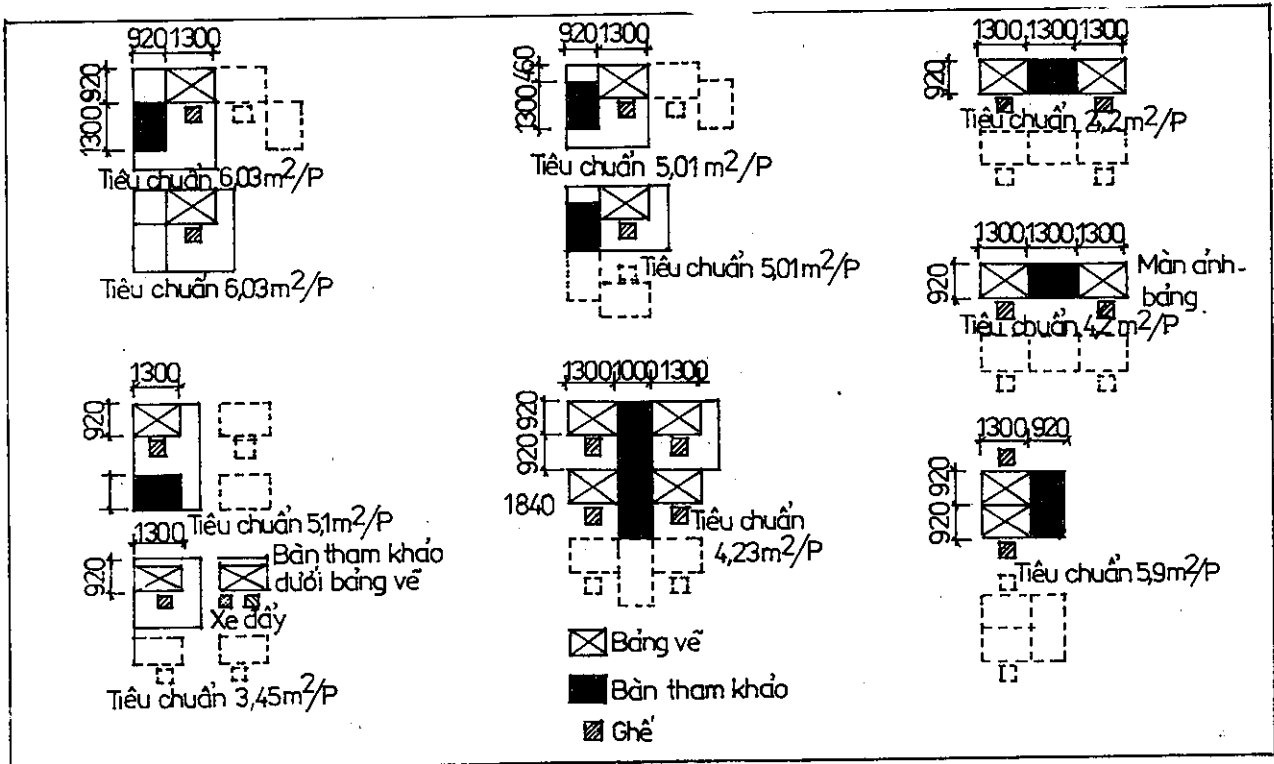 920 1300
920
1300
Tiêu chuẩn 6,03m²/P
Tiêu chuẩn 6,03m²/P
920 1300
460
1300
Tiêu chuẩn 5,01m²/P
Tiêu chuẩn 5,01m²/P
1300 1300 1300
920
Tiêu chuẩn 4,2m²/P
1300 1300 1300
920
Màn ảnh-
bảng
Tiêu chuẩn 4,2m²/P
1300
920
Tiêu chuẩn 5,1m²/P
1300
920
Bàn tham khảo
dưới bảng vẽ
Xe đẩy
Tiêu chuẩn 3,45m²/P
1300 1000 1300
920
920
1840
Tiêu chuẩn
4,23m²/P
1300 920
920
920
Tiêu chuẩn 5,9m²/P
Bảng vẽ
Bàn tham khảo
Ghế